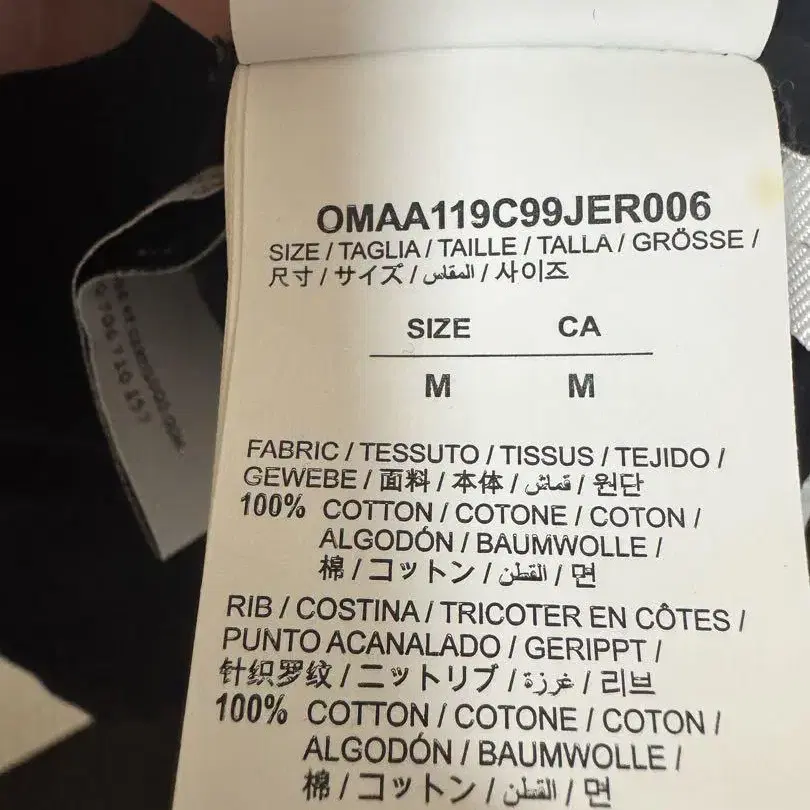 OMAA119C99JER006
SIZE / TAGLIA / TAILLE / TALLA / GRÖSSE /
尺寸 / サイズ / المقاس / 사이즈
SIZE CA
M M
FABRIC / TESSUTO / TISSUS / TEJIDO /
GEWEBE / 面料 / 本体 / قماش / 원단
100% COTTON / COTONE / COTON /
ALGODÓN / BAUMWOLLE /
棉 / コットン / القطن / 면
RIB / COSTINA / TRICOTER EN CÔTES /
PUNTO ACANALADO / GERIPPT /
针织罗纹 / ニットリブ / غرزة / 리브
100% COTTON / COTONE / COTON /
ALGODÓN / BAUMWOLLE /
棉 / コットン / القطن / 면